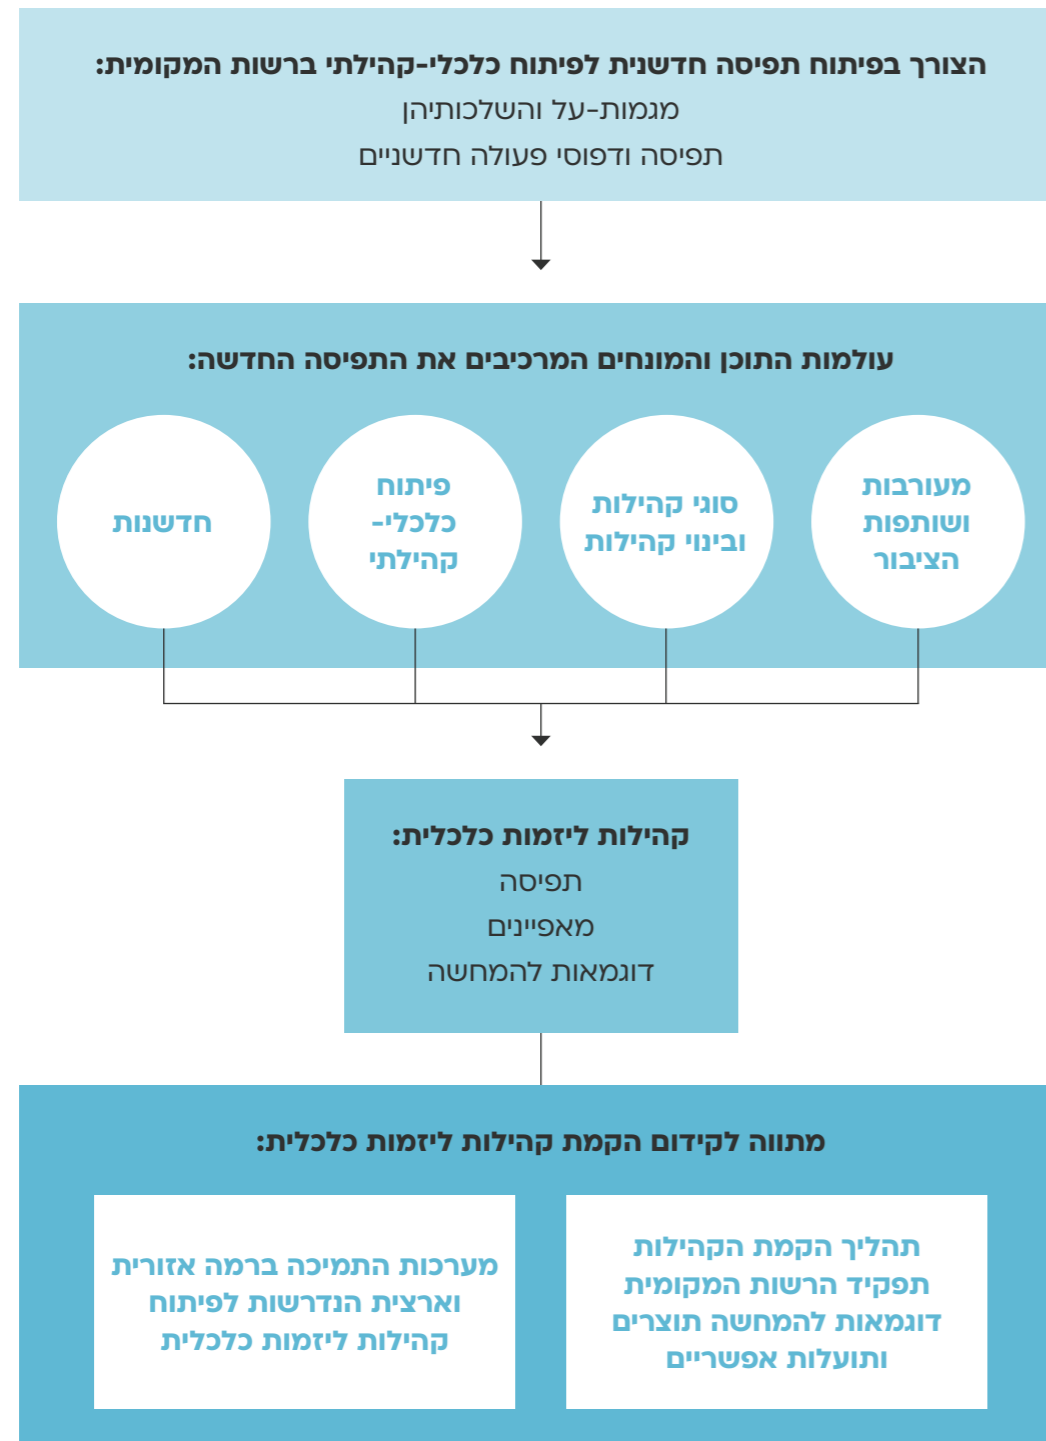 הצורך בפיתוח תפיסה חדשנית לפיתוח כלכלי-קהילתי ברשות המקומית:
מגמות-על והשלכותיהן
תפיסה ודפוסי פעולה חדשניים
עולמות התוכן והמונחים המרכיבים את התפיסה החדשה:
מעורבות
ושותפות
הציבור
סוגי קהילות
ובינוי קהילות
פיתוח
כלכלי-
קהילתי
חדשנות
קהילות ליזמות כלכלית:
תפיסה
מאפיינים
דוגמאות להמחשה
מתווה לקידום הקמת קהילות ליזמות כלכלית:
תהליך הקמת הקהילות
תפקיד הרשות המקומית
דוגמאות להמחשה תוצרים
ותועלות אפשריים
מערכות התמיכה ברמה אזורית
וארצית הנדרשות לפיתוח
קהילות ליזמות כלכלית